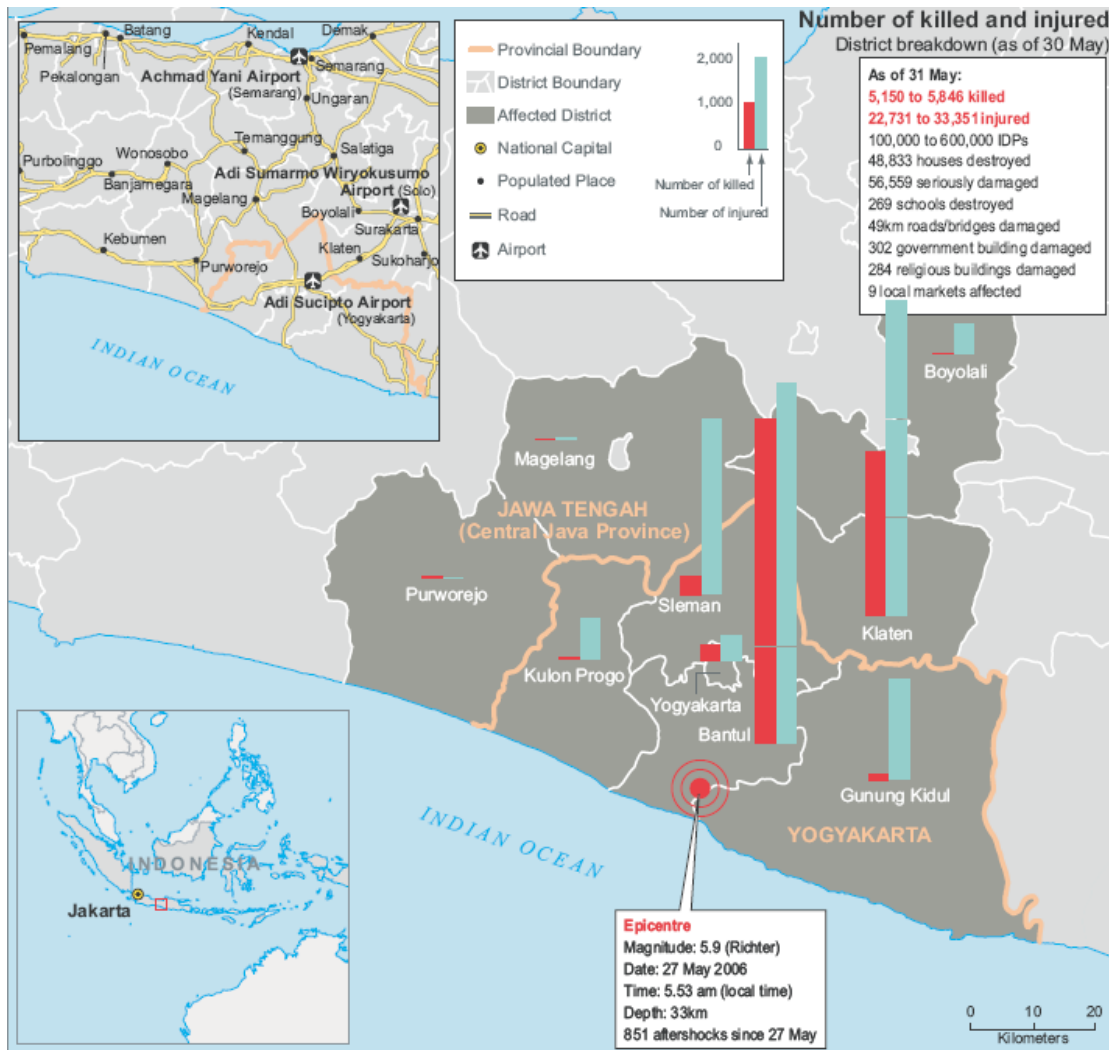 Number of killed and injured
District breakdown (as of 30 May)
As of 31 May:
5,150 to 5,846 killed
22,731 to 33,351 injured
100,000 to 600,000 IDPs
48,833 houses destroyed
56,559 seriously damaged
269 schools destroyed
49km roads/bridges damaged
302 government building damaged
284 religious buildings damaged
9 local markets affected
Provincial Boundary
District Boundary
Affected District
National Capital
Populated Place
Road
Airport
2,000
1,000
0
Number of killed
Number of injured
Pemalang
Batang
Pekalongan
Kendal
Demak
Achmad Yani Airport
(Semarang)
Semarang
Ungaran
Temanggung
Salatiga
Wonosobo
Purbolinggo
Banjarnegara
Adi Sumarmo Wiryokusumo
Airport (Solo)
Magelang
Boyolali
Surakarta
Kebumen
Klaten
Sukoharjo
Purworejo
Adi Sucipto Airport
(Yogyakarta)
INDIAN OCEAN
Boyolali
Magelang
JAWA TENGAH
(Central Java Province)
Purworejo
Sleman
Klaten
Kulon Progo
Yogyakarta
Bantul
Gunung Kidul
YOGYAKARTA
INDIAN OCEAN
INDONESIA
Jakarta
Epicentre
Magnitude: 5.9 (Richter)
Date: 27 May 2006
Time: 5.53 am (local time)
Depth: 33km
851 aftershocks since 27 May
0 10 20
Kilometers